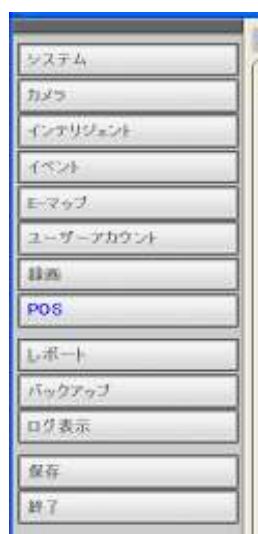 システム
カメラ
インテリジェント
イベント
E-マップ
ユーザーアカウント
録画
POS
レポート
バックアップ
ログ表示
保存
終了